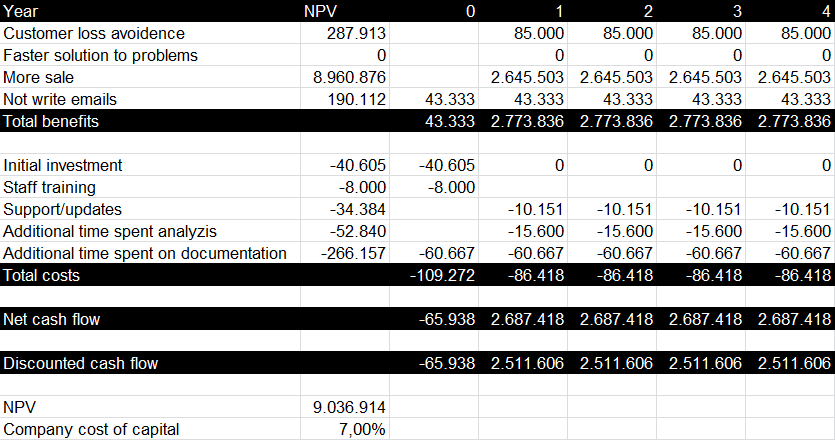 Year NPV 0 1 2 3 4
Customer loss avoidence 287.913 85.000 85.000 85.000 85.000
Faster solution to problems 0 0 0 0 0
More sale 8.960.876 2.645.503 2.645.503 2.645.503 2.645.503
Not write emails 190.112 43.333 43.333 43.333 43.333 43.333
Total benefits 43.333 2.773.836 2.773.836 2.773.836 2.773.836
Initial investment -40.605 -40.605 0 0 0 0
Staff training -8.000 -8.000
Support/updates -34.384 -10.151 -10.151 -10.151 -10.151
Additional time spent analyzis -52.840 -15.600 -15.600 -15.600 -15.600
Additional time spent on documentation -266.157 -60.667 -60.667 -60.667 -60.667 -60.667
Total costs -109.272 -86.418 -86.418 -86.418 -86.418
Net cash flow -65.938 2.687.418 2.687.418 2.687.418 2.687.418
Discounted cash flow -65.938 2.511.606 2.511.606 2.511.606 2.511.606
NPV 9.036.914
Company cost of capital 7,00%